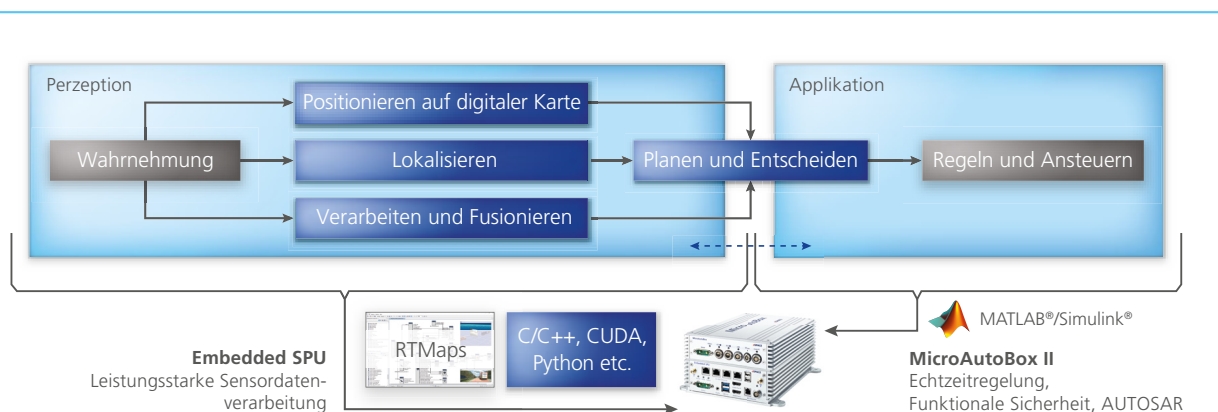 Perzeption
Applikation
Positionieren auf digitaler Karte
Wahrnehmung
Lokalisieren
Planen und Entscheiden
Regeln und Ansteuern
Verarbeiten und Fusionieren
RTMaps
C/C++, CUDA,
Python etc.
MATLAB®/Simulink®
Embedded SPU
Leistungsstarke Sensordaten-
verarbeitung
MicroAutoBox II
Echtzeitregelung,
Funktionale Sicherheit, AUTOSAR